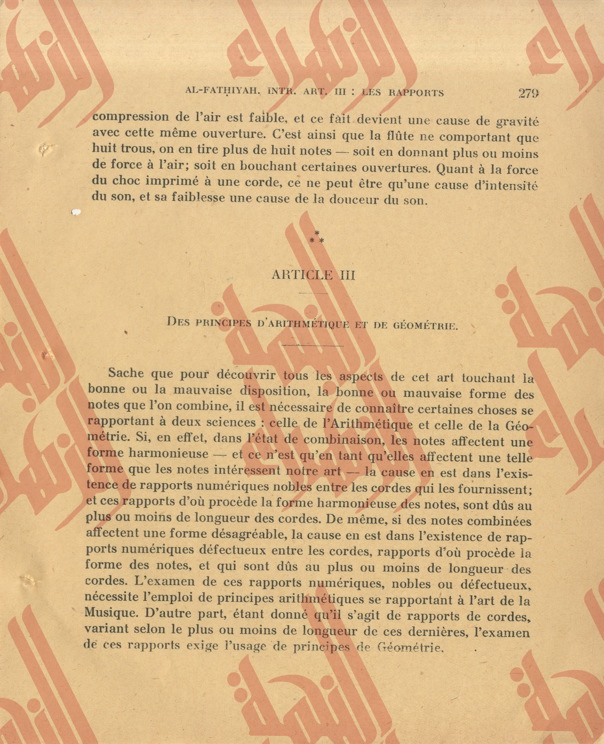 AL-FATḤIYAH, INTR. ART. III : LES RAPPORTS 279
compression de l'air est faible, et ce fait devient une cause de gravité
avec cette même ouverture. C'est ainsi que la flûte ne comportant que
huit trous, on en tire plus de huit notes — soit en donnant plus ou moins
de force à l'air; soit en bouchant certaines ouvertures. Quant à la force
du choc imprimé à une corde, ce ne peut être qu'une cause d'intensité
du son, et sa faiblesse une cause de la douceur du son.
ARTICLE III
DES PRINCIPES D'ARITHMÉTIQUE ET DE GÉOMÉTRIE.
Sache que pour découvrir tous les aspects de cet art touchant la
bonne ou la mauvaise disposition, la bonne ou mauvaise forme des
notes que l'on combine, il est nécessaire de connaître certaines choses se
rapportant à deux sciences : celle de l'Arithmétique et celle de la Géo-
métrie. Si, en effet, dans l'état de combinaison, les notes affectent une
forme harmonieuse — et ce n'est qu'en tant qu'elles affectent une telle
forme que les notes intéressent notre art — la cause en est dans l'exis-
tence de rapports numériques nobles entre les cordes qui les fournissent;
et ces rapports d'où procède la forme harmonieuse des notes, sont dûs au
plus ou moins de longueur des cordes. De même, si des notes combinées
affectent une forme désagréable, la cause en est dans l'existence de rap-
ports numériques défectueux entre les cordes, rapports d'où procède la
forme des notes, et qui sont dûs au plus ou moins de longueur des
cordes. L'examen de ces rapports numériques, nobles ou défectueux,
nécessite l'emploi de principes arithmétiques se rapportant à l'art de la
Musique. D'autre part, étant donné qu'il s'agit de rapports de cordes,
variant selon le plus ou moins de longueur de ces dernières, l'examen
de ces rapports exige l'usage de principes de Géométrie.